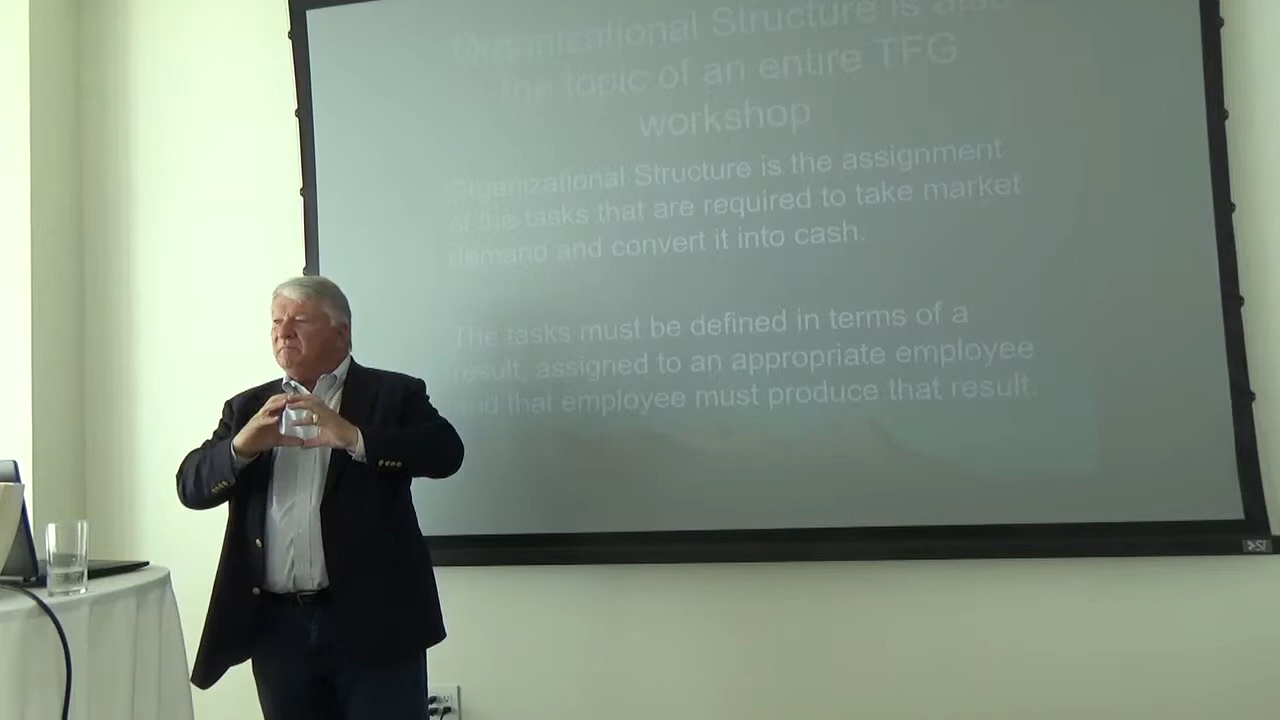 Organizational Structure is also
the topic of an entire TFG
workshop
Organizational Structure is the assignment
of the tasks that are required to take market
demand and convert it into cash.
The tasks must be defined in terms of a
result, assigned to an appropriate employee
and that employee must produce that result.